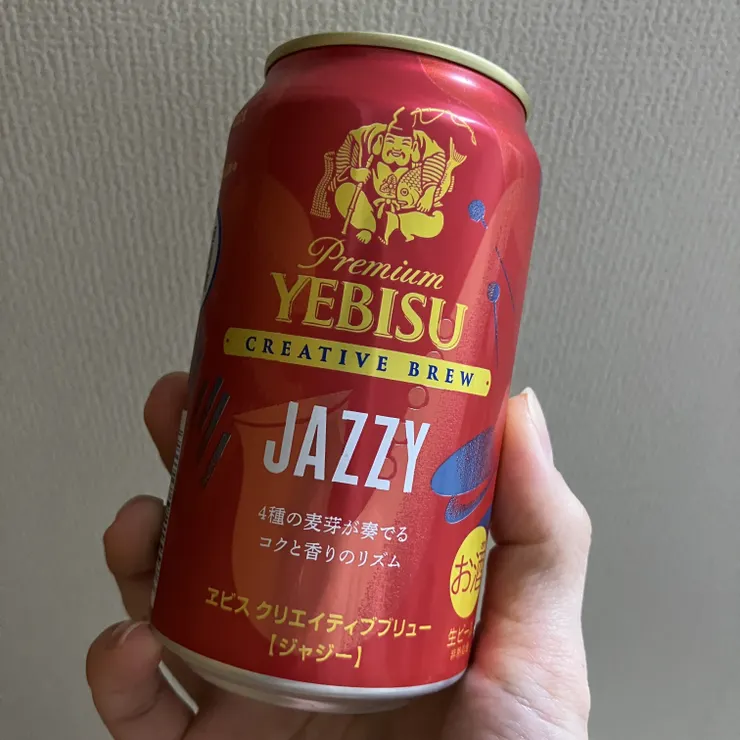 Premium
YEBISU
CREATIVE BREW
JAZZY
4種の麦芽が奏でる
コクと香りのリズム
ヱビス クリエイティブブリュー
【ジャジー】
お酒
生ビー